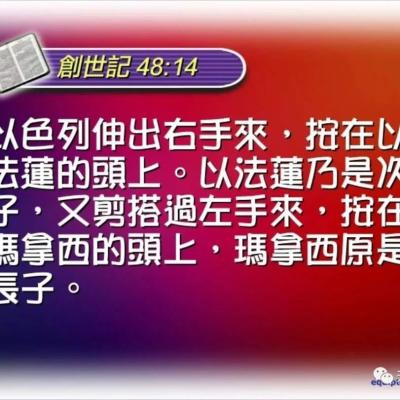 創世記 48:14
以色列伸出右手來，按在以
法蓮的頭上。以法蓮乃是次
子，又剪搭過左手來，按在
瑪拿西的頭上，瑪拿西原是
長子。